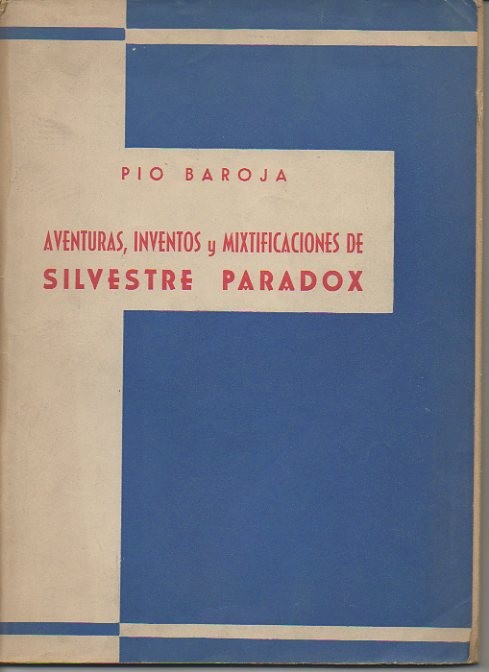 PIO BAROJA
AVENTURAS, INVENTOS y MIXTIFICACIONES DE
SILVESTRE PARADOX